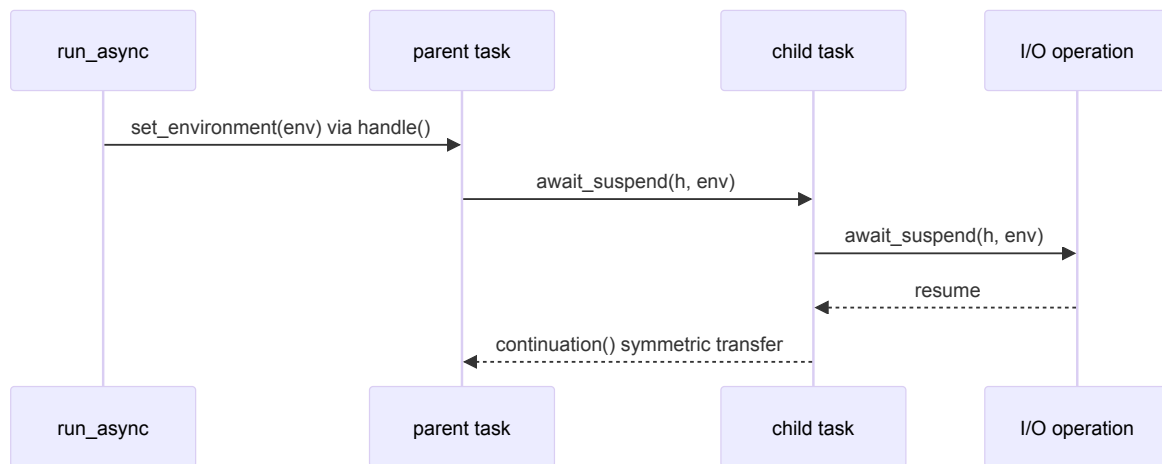 run_async
parent task
child task
I/O operation
set_environment(env) via handle()
await_suspend(h, env)
await_suspend(h, env)
resume
continuation() symmetric transfer
run_async
parent task
child task
I/O operation